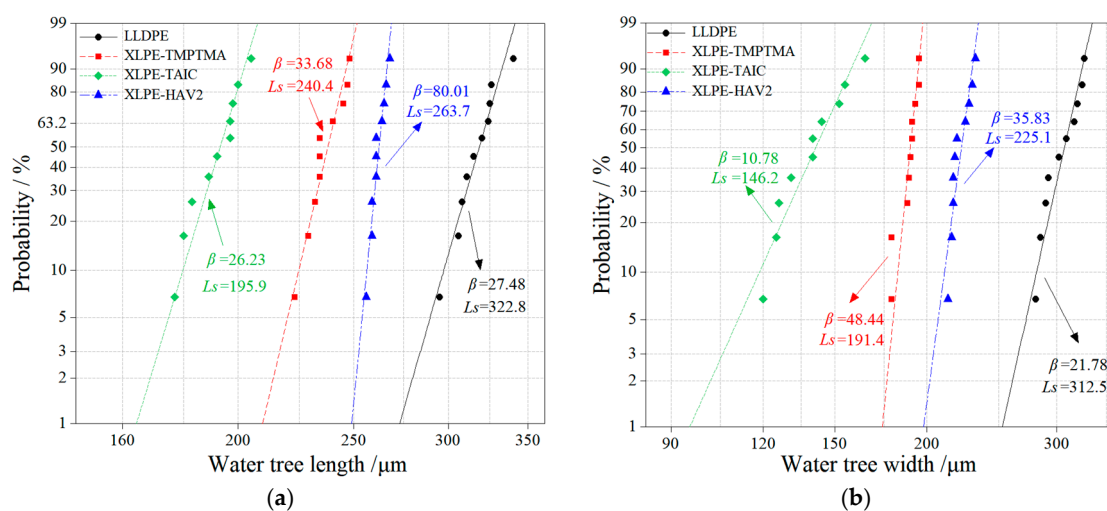 99
90
80
70
63.2
50
40
30
20
10
5
3
2
1
Probability / %
LLDPE
XLPE-TMPTMA
XLPE-TAIC
XLPE-HAV2
β=33.68
Ls=240.4
β=80.01
Ls=263.7
β=26.23
Ls=195.9
β=27.48
Ls=322.8
160
200
250
300
350
Water tree length /μm
(a)
99
90
80
70
60
50
40
30
20
10
5
3
2
1
Probability / %
LLDPE
XLPE-TMPTMA
XLPE-TAIC
XLPE-HAV2
β=35.83
Ls=225.1
β=10.78
Ls=146.2
β=48.44
Ls=191.4
β=21.78
Ls=312.5
90
120
150
200
300
Water tree width/μm
(b)